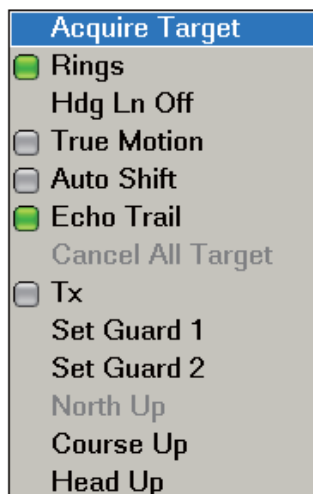 Acquire Target
Rings
Hdg Ln Off
True Motion
Auto Shift
Echo Trail
Cancel All Target
Tx
Set Guard 1
Set Guard 2
North Up
Course Up
Head Up